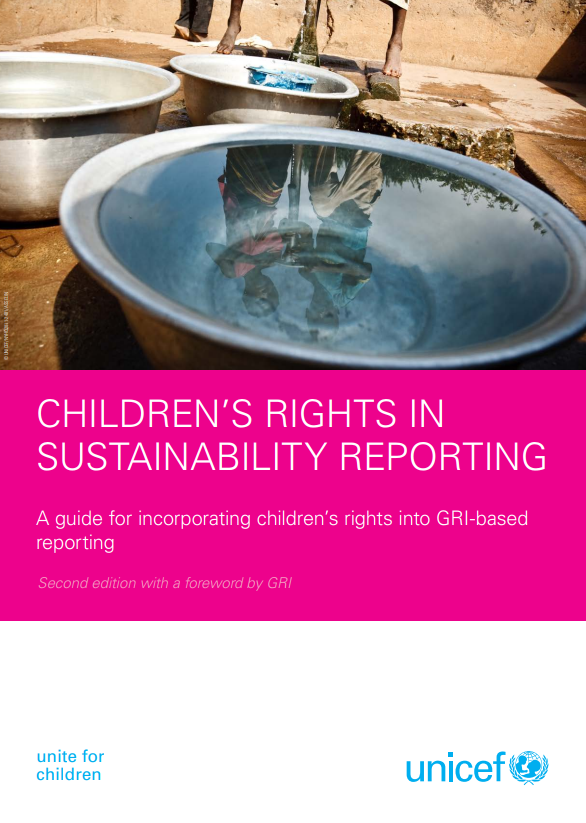 CHILDREN’S RIGHTS IN
SUSTAINABILITY REPORTING
A guide for incorporating children’s rights into GRI-based
reporting
Second edition with a foreword by GRI
unite for
children
unicef